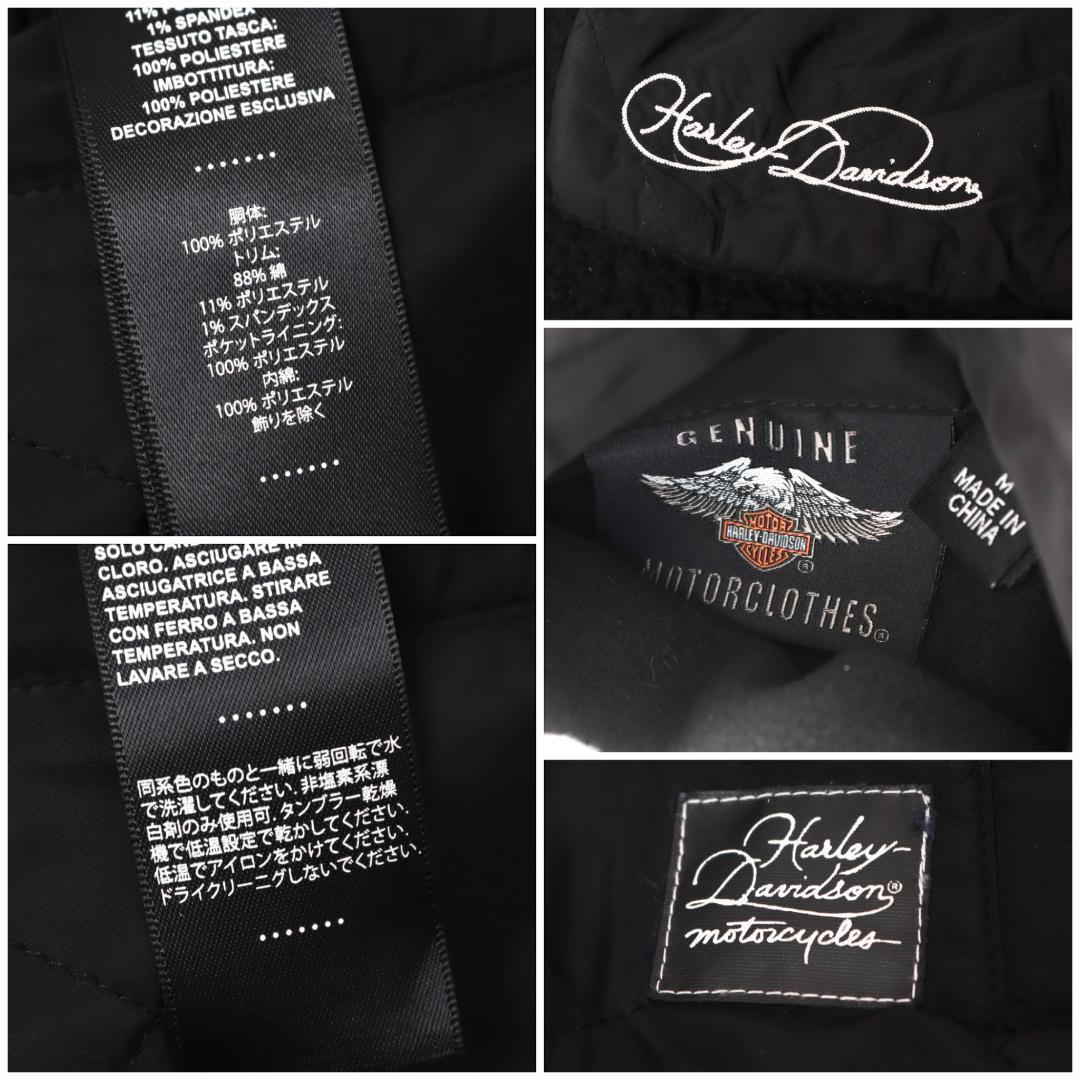 1% SPANDEX
TESSUTO TASCA:
100% POLIESTERE
IMBOTTITURA:
100% POLIESTERE
DECORAZIONE ESCLUSIVA
胴体:
100% ポリエステル
トリム:
88% 綿
11% ポリエステル
1% スパンデックス
ポケットライニング:
100% ポリエステル
内綿:
100% ポリエステル
飾りを除く
SOLO
CLORO. ASCIUGARE IN
ASCIUGATRICE A BASSA
TEMPERATURA. STIRARE
CON FERRO A BASSA
TEMPERATURA. NON
LAVARE A SECCO.
同系色のものと一緒に弱回転で水
で洗濯してください. 非塩素系漂
白剤のみ使用可. タンブラー乾燥
機で低温設定で乾かしてください.
低温でアイロンをかけてください.
ドライクリーニングしないでください.
Harley-Davidson
GENUINE
MOTOR
HARLEY-DAVIDSON
CYCLES
®
MOTORCLOTHES®
M
MADE IN
CHINA
Harley-
Davidson®
motorcycles